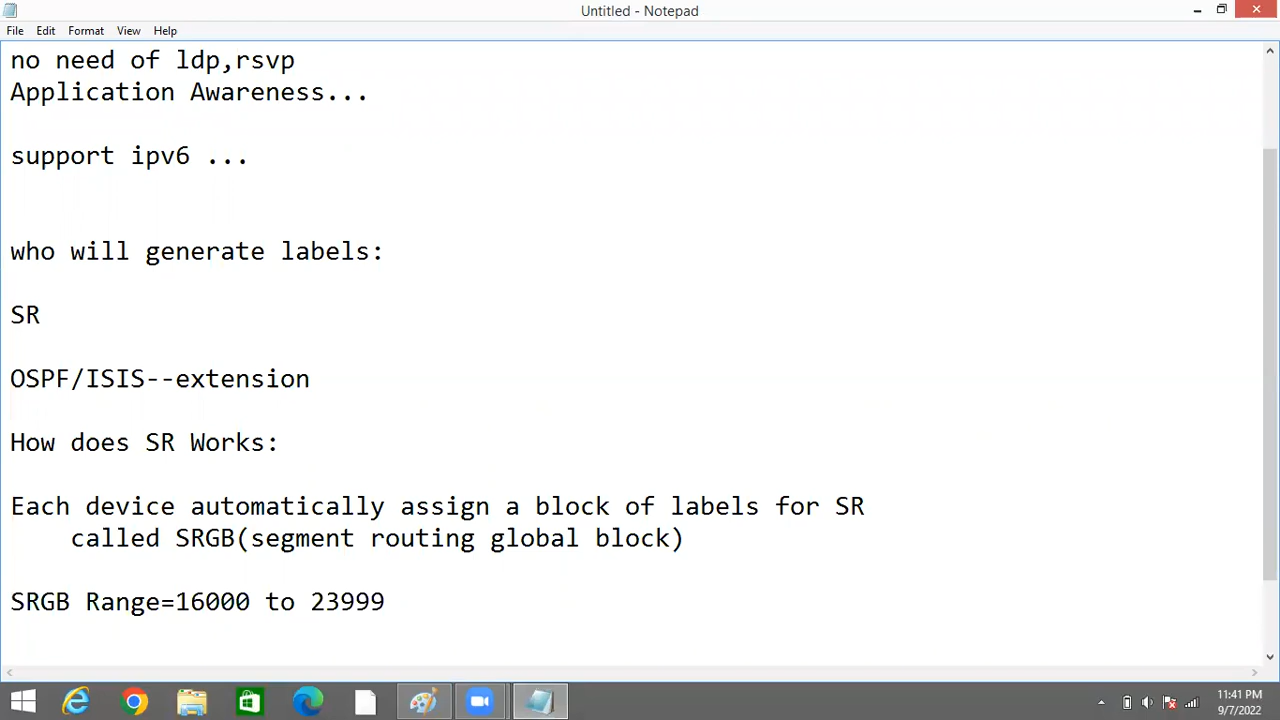 Untitled - Notepad
File Edit Format View Help
no need of ldp,rsvp
Application Awareness...
support ipv6 ...
who will generate labels:
SR
OSPF/ISIS--extension
How does SR Works:
Each device automatically assign a block of labels for SR
called SRGB(segment routing global block)
SRGB Range=16000 to 23999
11:41 PM
9/7/2022